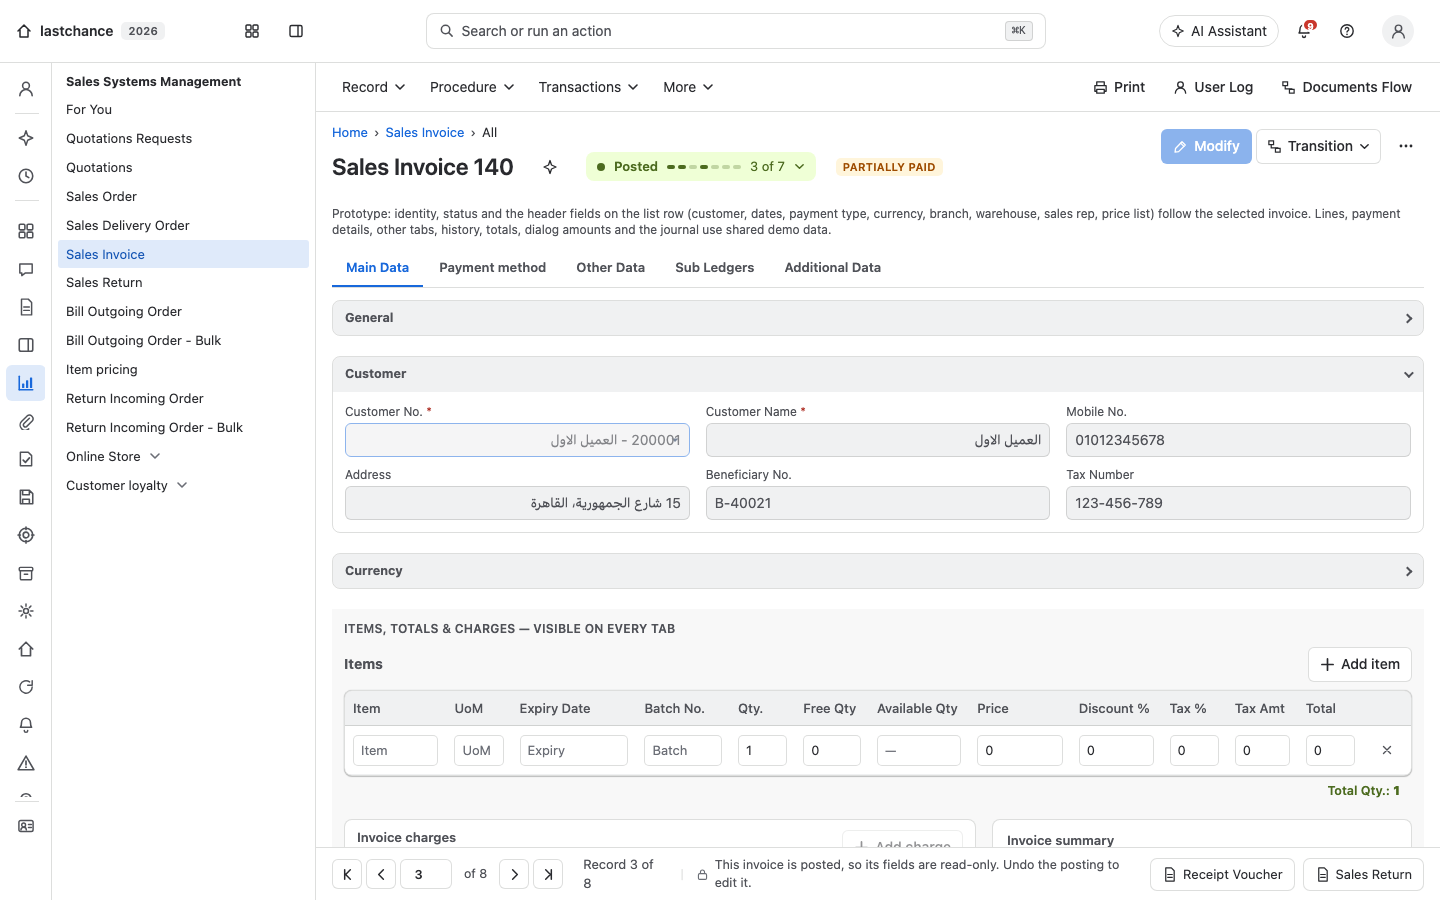 lastchance 2026
Search or run an action
⌘K
AI Assistant
9
Sales Systems Management
For You
Quotations Requests
Quotations
Sales Order
Sales Delivery Order
Sales Invoice
Sales Return
Bill Outgoing Order
Bill Outgoing Order - Bulk
Item pricing
Return Incoming Order
Return Incoming Order - Bulk
Online Store
Customer loyalty
Record Procedure Transactions More
Print User Log Documents Flow
Home › Sales Invoice › All
Sales Invoice 140
Posted 3 of 7
PARTIALLY PAID
Modify Transition
Prototype: identity, status and the header fields on the list row (customer, dates, payment type, currency, branch, warehouse, sales rep, price list) follow the selected invoice. Lines, payment
details, other tabs, history, totals, dialog amounts and the journal use shared demo data.
Main Data Payment method Other Data Sub Ledgers Additional Data
General
Customer
Customer No. * Customer Name * Mobile No.
200001 - العميل الاول
العميل الاول
01012345678
Address Beneficiary No. Tax Number
15 شارع الجمهورية، القاهرة
B-40021
123-456-789
Currency
ITEMS, TOTALS & CHARGES — VISIBLE ON EVERY TAB
Items
Add item
Item UoM Expiry Date Batch No. Qty. Free Qty Available Qty Price Discount % Tax % Tax Amt Total
Item UoM Expiry Batch 1 0 — 0 0 0 0 0
Total Qty.: 1
Invoice charges
Add charge
Invoice summary
3 of 8
Record 3 of
8
This invoice is posted, so its fields are read-only. Undo the posting to
edit it.
Receipt Voucher
Sales Return